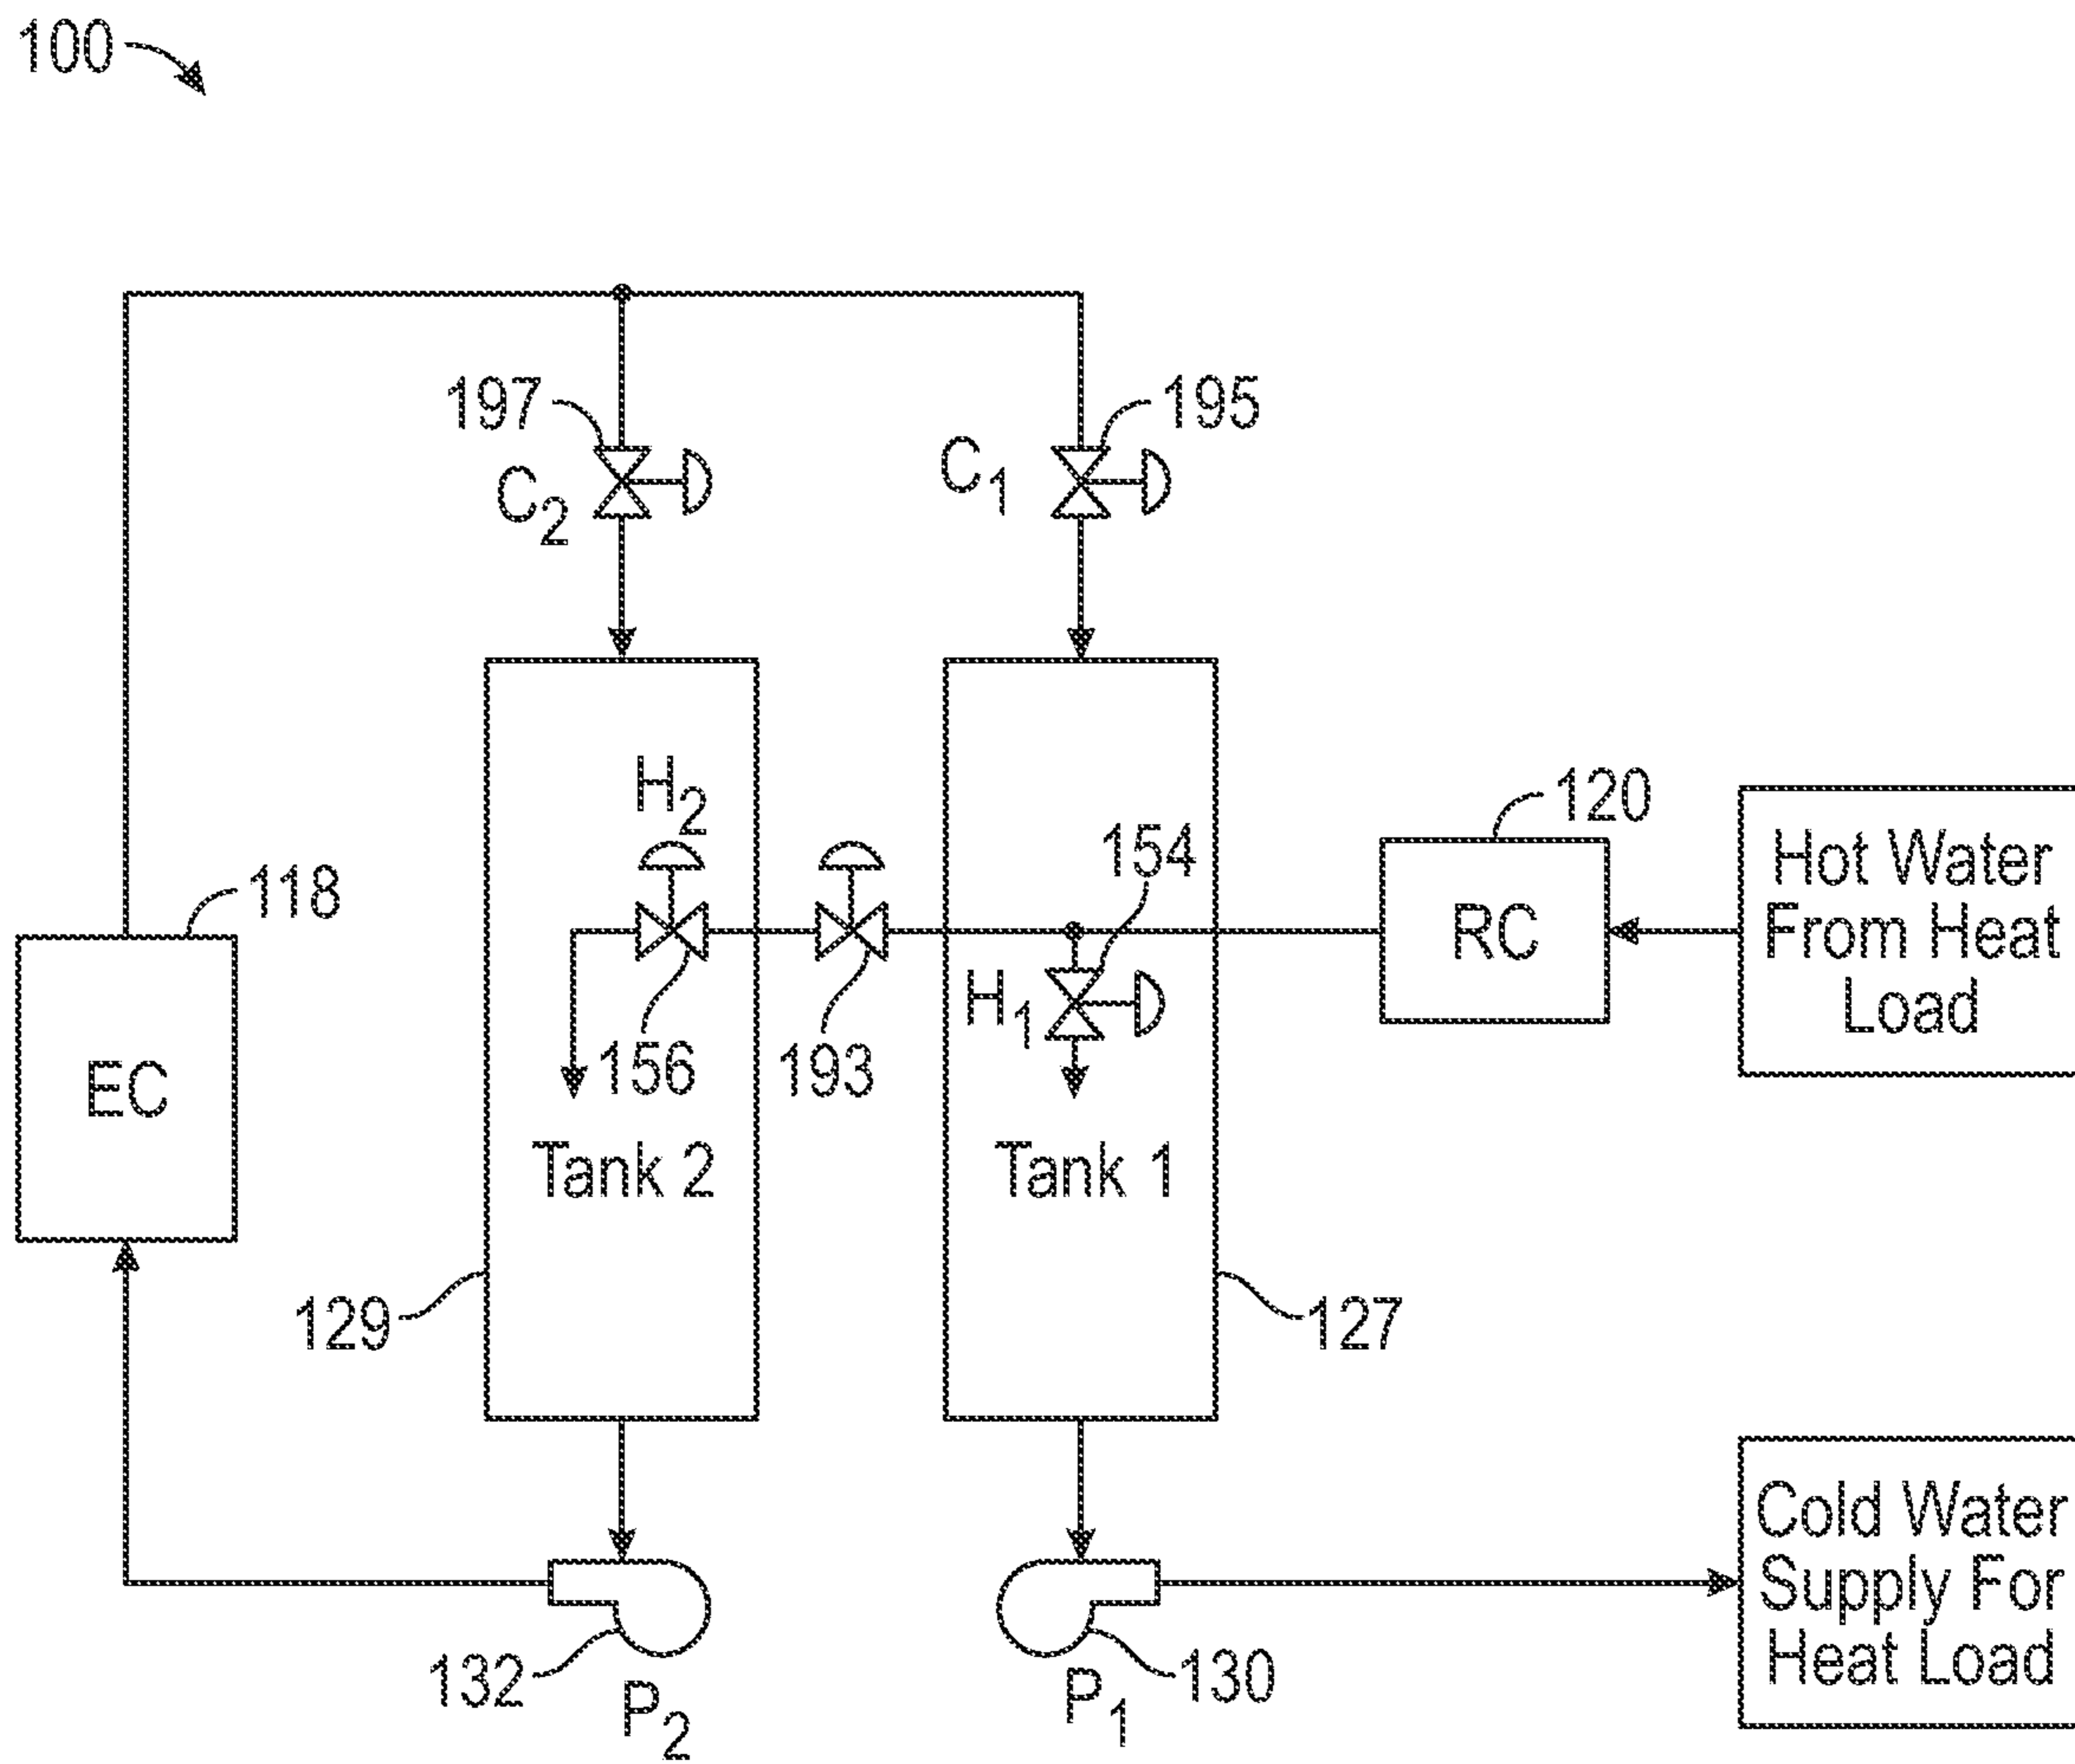 100
197
195
C2
C1
H2
120
154
Hot Water
From Heat
Load
118
RC
H1
156
193
EC
Tank 2
Tank 1
129
127
Cold Water
Supply For
Heat Load
132
130
P2
P1